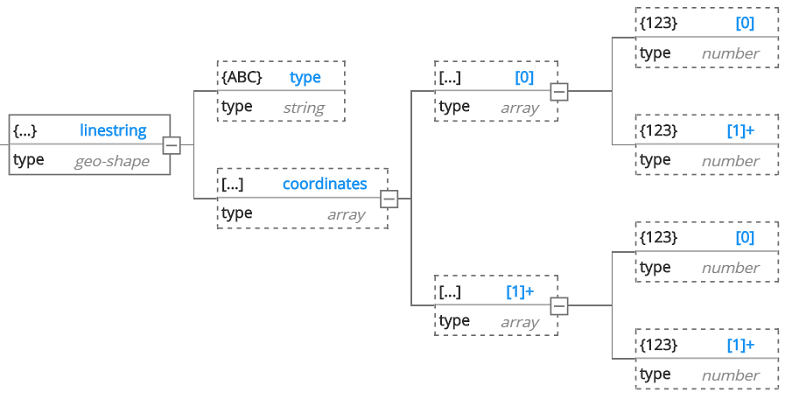 {...} linestring
type geo-shape
{ABC} type
type string
[...] coordinates
type array
[...] [0]
type array
{123} [0]
type number
{123} [1]+
type number
[...] [1]+
type array
{123} [0]
type number
{123} [1]+
type number